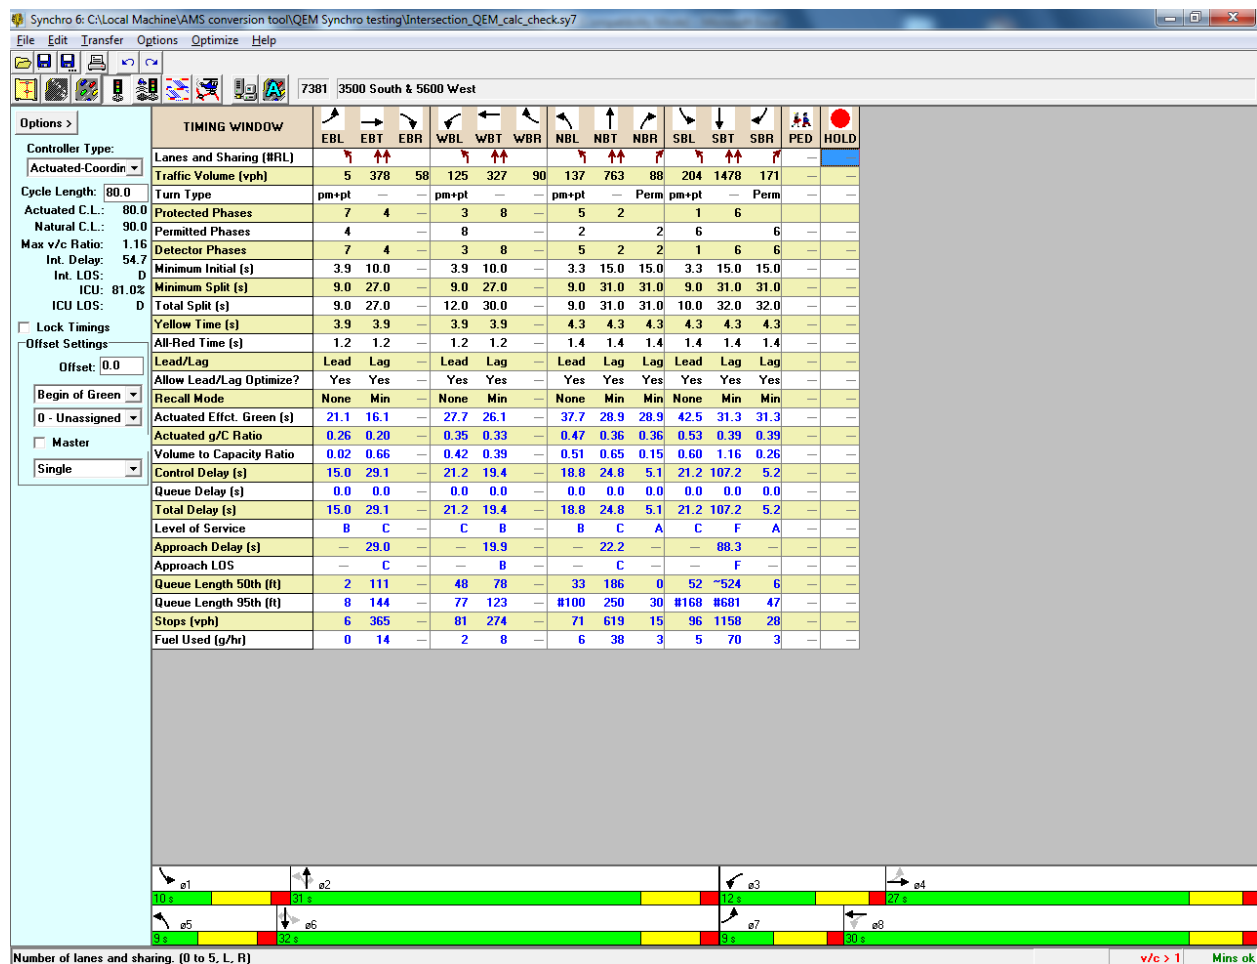 Synchro 6: C:\Local Machine\AMS conversion tool\QEM Synchro testing\Intersection_QEM_calc_check.sy7
File Edit Transfer Options Optimize Help
7381 3500 South & 5600 West
Options >
Controller Type:
Actuated-Coordin
Cycle Length: 80.0
Actuated C.L.: 80.0
Natural C.L.: 90.0
Max v/c Ratio: 1.16
Int. Delay: 54.7
Int. LOS: D
ICU: 81.0%
ICU LOS: D
Lock Timings
Offset Settings
Offset: 0.0
Begin of Green
0 - Unassigned
Master
Single
TIMING WINDOW EBL EBT EBR WBL WBT WBR NBL NBT NBR SBL SBT SBR PED HOLD
Lanes and Sharing (#RL) — —
Traffic Volume (vph) 5 378 58 125 327 90 137 763 88 204 1478 171 — —
Turn Type pm+pt — — pm+pt — — pm+pt — Perm pm+pt — Perm — —
Protected Phases 7 4 — 3 8 — 5 2 1 6 — —
Permitted Phases 4 — 8 — 2 2 6 6 — —
Detector Phases 7 4 — 3 8 — 5 2 2 1 6 6 — —
Minimum Initial (s) 3.9 10.0 — 3.9 10.0 — 3.3 15.0 15.0 3.3 15.0 15.0 — —
Minimum Split (s) 9.0 27.0 — 9.0 27.0 — 9.0 31.0 31.0 9.0 31.0 31.0 — —
Total Split (s) 9.0 27.0 — 12.0 30.0 — 9.0 31.0 31.0 10.0 32.0 32.0 — —
Yellow Time (s) 3.9 3.9 — 3.9 3.9 — 4.3 4.3 4.3 4.3 4.3 4.3 — —
All-Red Time (s) 1.2 1.2 — 1.2 1.2 — 1.4 1.4 1.4 1.4 1.4 1.4 — —
Lead/Lag Lead Lag — Lead Lag — Lead Lag Lag Lead Lag Lag — —
Allow Lead/Lag Optimize? Yes Yes — Yes Yes — Yes Yes Yes Yes Yes Yes — —
Recall Mode None Min — None Min — None Min Min None Min Min — —
Actuated Effct. Green (s) 21.1 16.1 — 27.7 26.1 — 37.7 28.9 28.9 42.5 31.3 31.3 — —
Actuated g/C Ratio 0.26 0.20 — 0.35 0.33 — 0.47 0.36 0.36 0.53 0.39 0.39 — —
Volume to Capacity Ratio 0.02 0.66 — 0.42 0.39 — 0.51 0.65 0.15 0.60 1.16 0.26 — —
Control Delay (s) 15.0 29.1 — 21.2 19.4 — 18.8 24.8 5.1 21.2 107.2 5.2 — —
Queue Delay (s) 0.0 0.0 — 0.0 0.0 — 0.0 0.0 0.0 0.0 0.0 0.0 — —
Total Delay (s) 15.0 29.1 — 21.2 19.4 — 18.8 24.8 5.1 21.2 107.2 5.2 — —
Level of Service B C — C B — B C A C F A — —
Approach Delay (s) — 29.0 — — 19.9 — — 22.2 — — 88.3 — — —
Approach LOS — C — — B — — C — — F — — —
Queue Length 50th (ft) 2 111 — 48 78 — 33 186 0 52 ~524 6 — —
Queue Length 95th (ft) 8 144 — 77 123 — #100 250 30 #168 #681 47 — —
Stops (vph) 6 365 — 81 274 — 71 619 15 96 1158 28 — —
Fuel Used (g/hr) 0 14 — 2 8 — 6 38 3 5 70 3 — —
ø1 ø2 ø3 ø4
10 s 31 s 12 s 27 s
ø5 ø6 ø7 ø8
9 s 32 s 9 s 30 s
Number of lanes and sharing. (0 to 5, L, R) v/c > 1 Mins ok